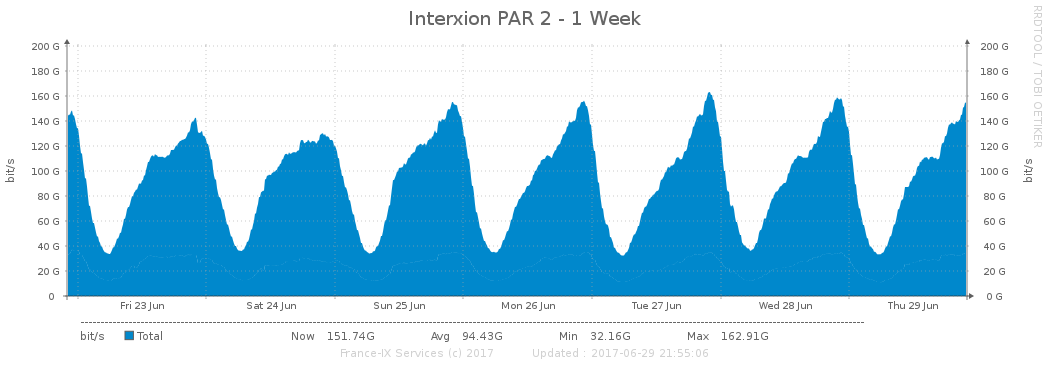 Interxion PAR 2 - 1 Week
RRDTOOL / TOBI OETIKER
bit/s
200 G
180 G
160 G
140 G
120 G
100 G
80 G
60 G
40 G
20 G
0
200 G
180 G
160 G
140 G
120 G
100 G
80 G
60 G
40 G
20 G
0 G
bit/s
Fri 23 Jun Sat 24 Jun Sun 25 Jun Mon 26 Jun Tue 27 Jun Wed 28 Jun Thu 29 Jun
bit/s Total Now 151.74G Avg 94.43G Min 32.16G Max 162.91G
France-IX Services (c) 2017 Updated : 2017-06-29 21:55:06